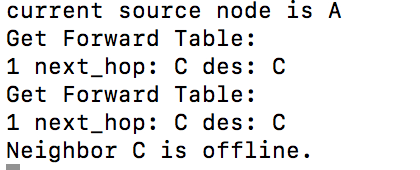 current source node is A
Get Forward Table:
1 next_hop: C des: C
Get Forward Table:
1 next_hop: C des: C
Neighbor C is offline.